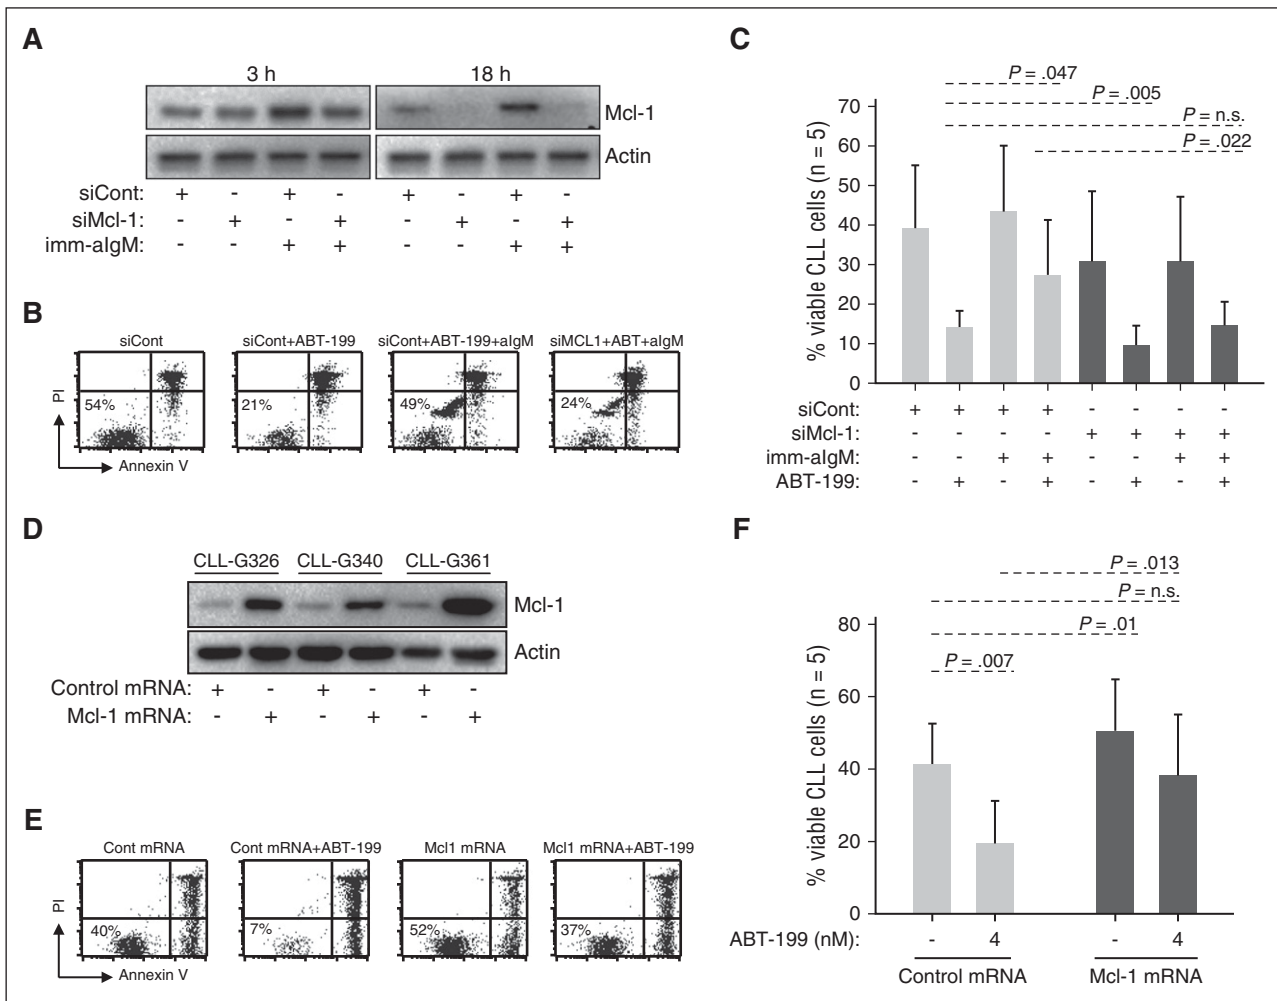 A
3 h 18 h
Mcl-1
Actin
siCont: + - + - + - + -
siMcl-1: - + - + - + - +
imm-aIgM: - - + + - - + +
B
siCont siCont+ABT-199 siCont+ABT-199+aIgM siMCL1+ABT+aIgM
PI
54% 21% 49% 24%
Annexin V
C
P = .047
P = .005
P = n.s.
P = .022
% viable CLL cells (n = 5)
70
60
50
40
30
20
10
0
siCont: + + + + - - - -
siMcl-1: - - - - + + + +
imm-aIgM: - - + + - - + +
ABT-199: - + - + - + - +
D
CLL-G326 CLL-G340 CLL-G361
Mcl-1
Actin
Control mRNA: + - + - + -
Mcl-1 mRNA: - + - + - +
E
Cont mRNA Cont mRNA+ABT-199 Mcl1 mRNA Mcl1 mRNA+ABT-199
PI
40% 7% 52% 37%
Annexin V
F
P = .013
P = n.s.
P = .01
P = .007
% viable CLL cells (n = 5)
80
60
40
20
0
ABT-199 (nM): - 4 - 4
Control mRNA Mcl-1 mRNA